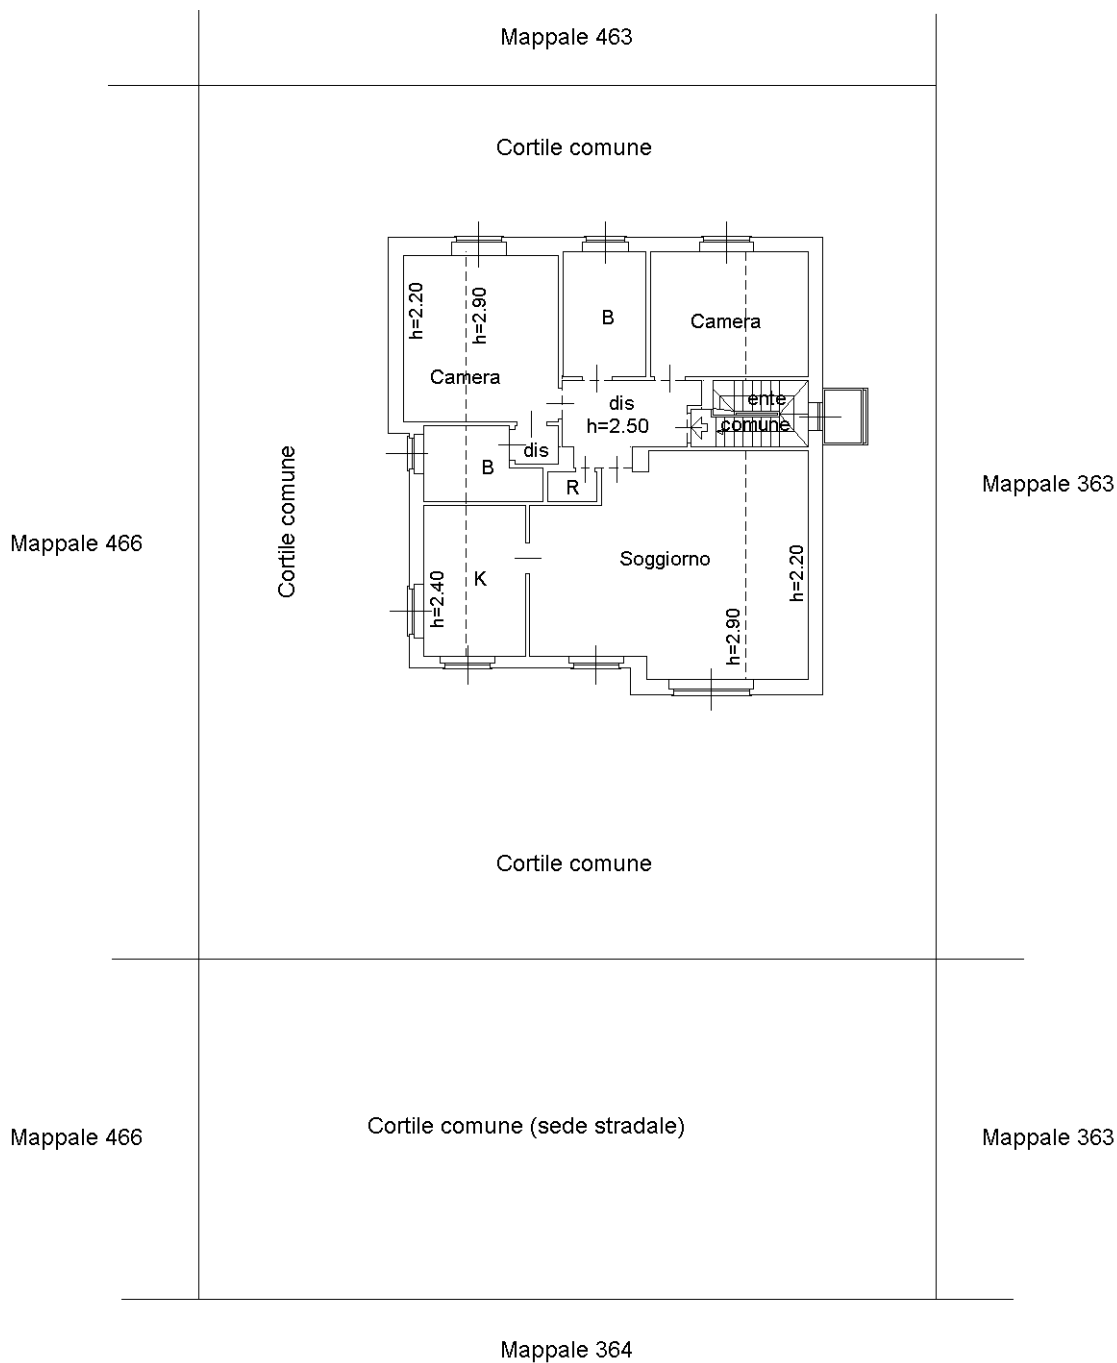 Mappale 463
Cortile comune
h=2.20
h=2.90
B
Camera
Camera
dis
h=2.50
ente
comune
dis
B
R
Cortile comune
Mappale 466
Mappale 363
K
h=2.40
Soggiorno
h=2.20
h=2.90
Cortile comune
Mappale 466
Cortile comune (sede stradale)
Mappale 363
Mappale 364